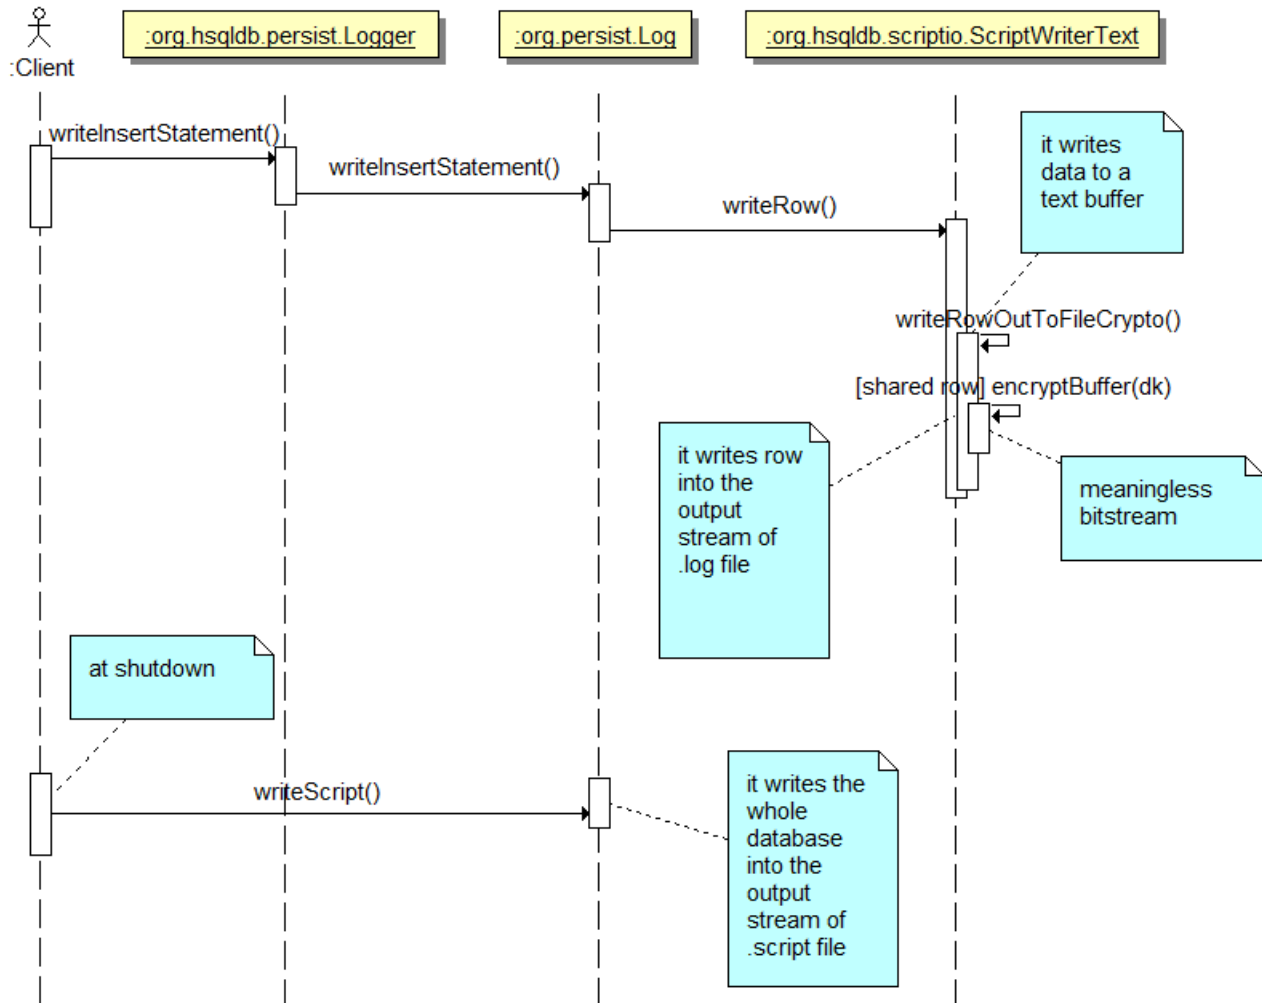 :Client
:org.hsqldb.persist.Logger
:org.persist.Log
:org.hsqldb.scriptio.ScriptWriterText
writeInsertStatement()
writeInsertStatement()
writeRow()
it writes
data to a
text buffer
writeRowOutToFileCrypto()
[shared row] encryptBuffer(dk)
it writes row
into the
output
stream of
.log file
meaningless
bitstream
at shutdown
writeScript()
it writes the
whole
database
into the
output
stream of
.script file